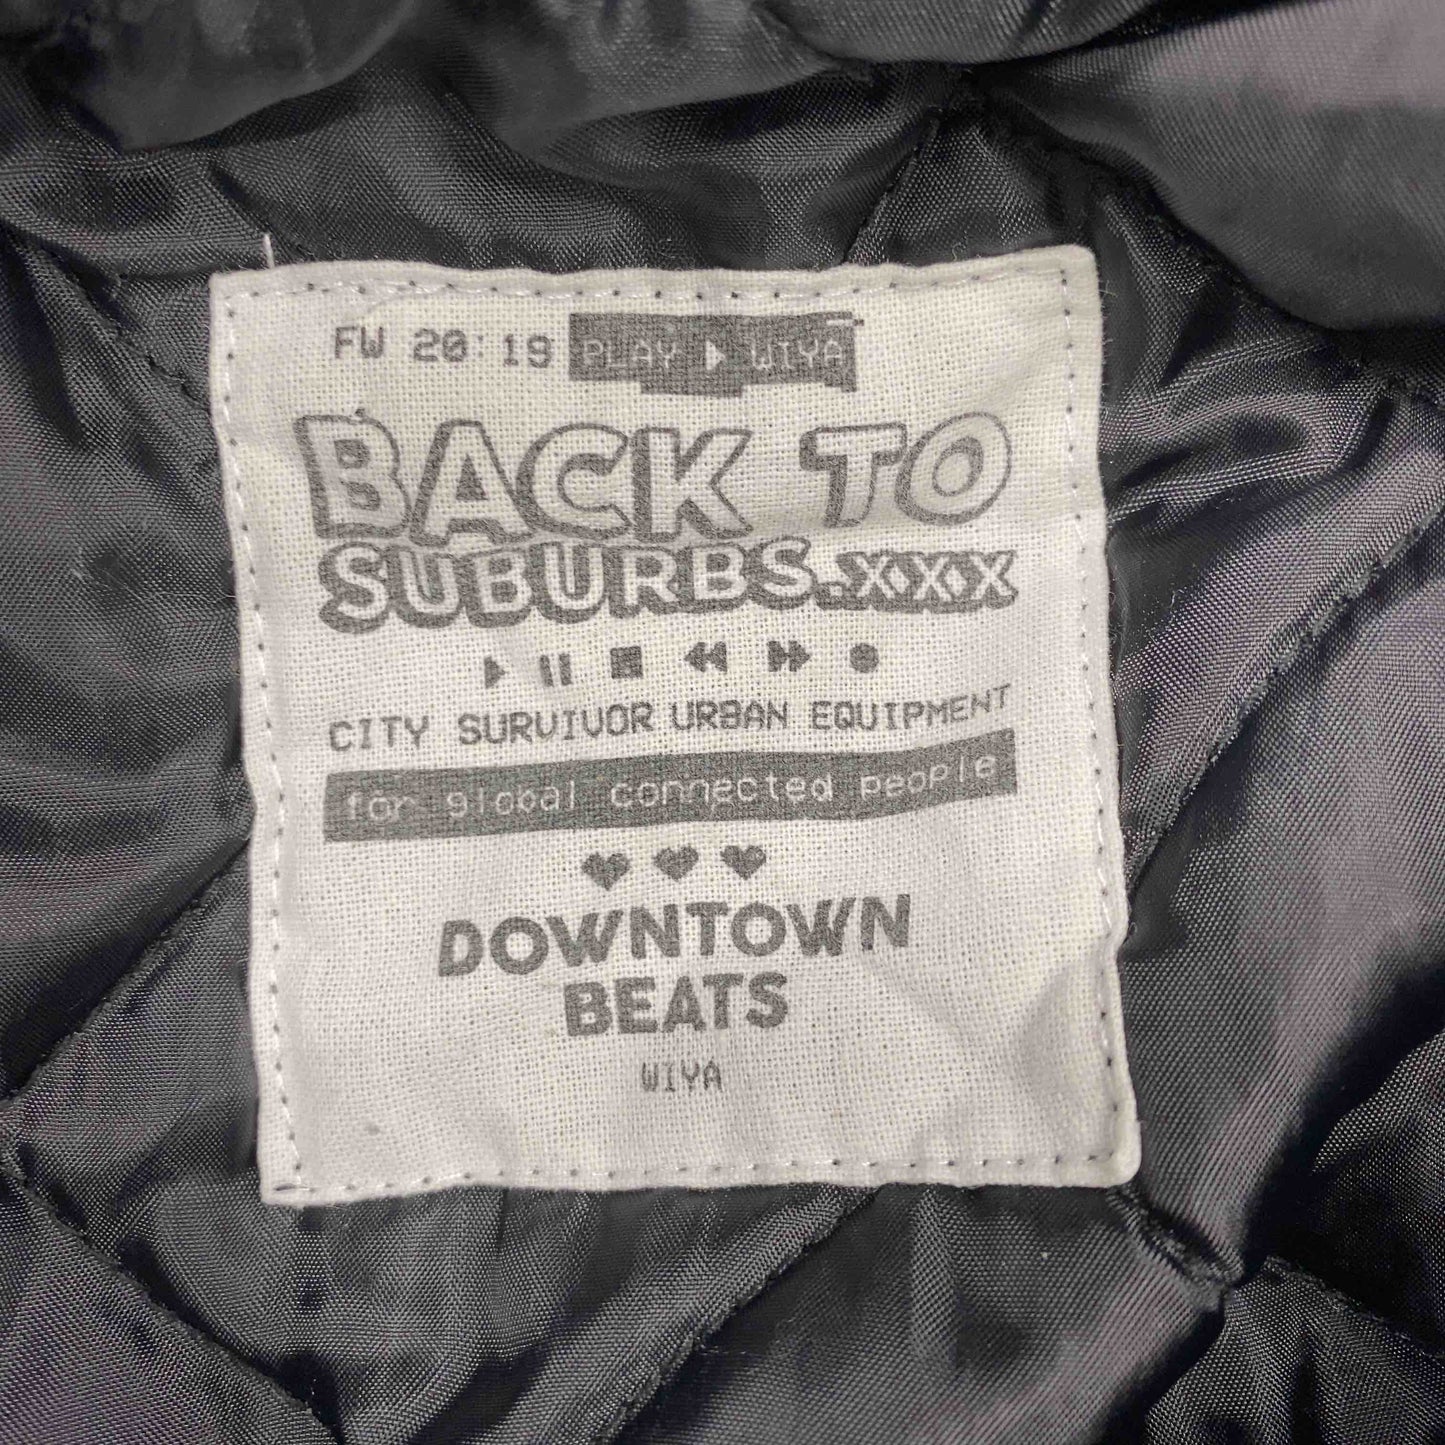 FW 20:19 PLAY ▶ WIYA
BACK TO
SUBURBS.XXX
CITY SURVIVOR URBAN EQUIPMENT
for global connected people
DOWNTOWN
BEATS
WIYA